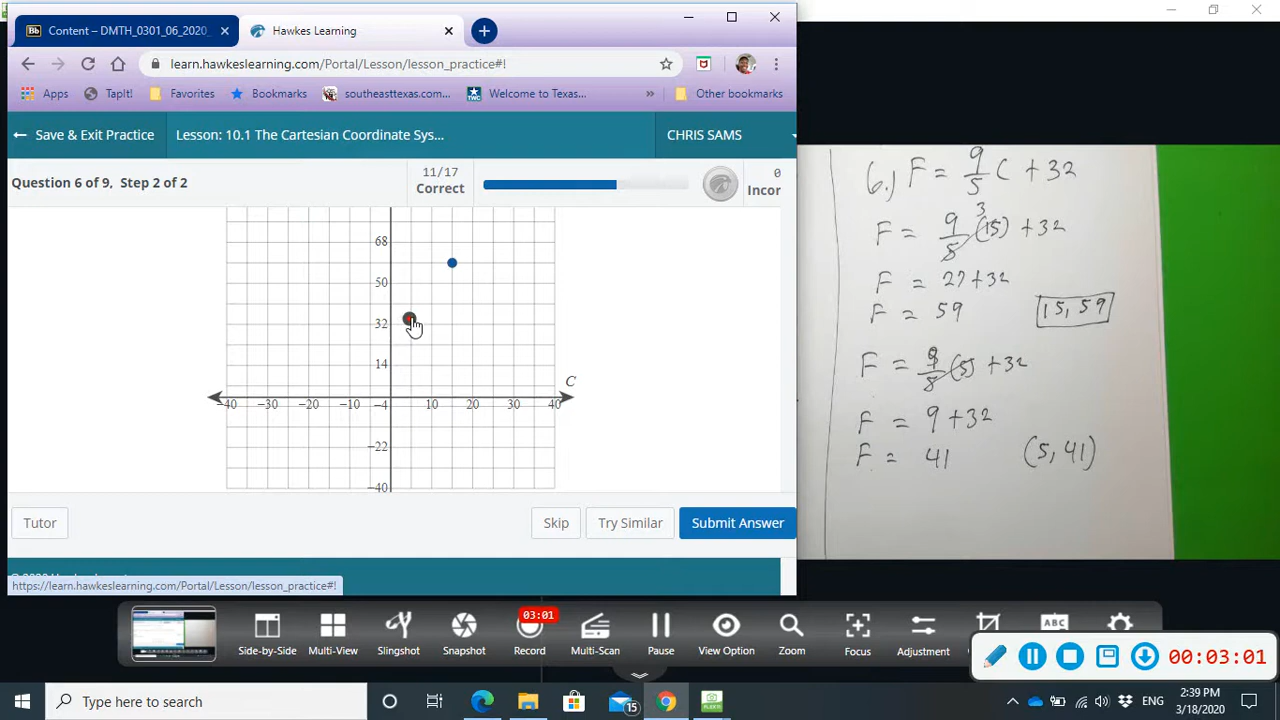 Content – DMTH_0301_06_2020_
Hawkes Learning
learn.hawkeslearning.com/Portal/Lesson/lesson_practice#!
Apps
TapIt!
Favorites
Bookmarks
southeasttexas.com...
Welcome to Texas...
»
Other bookmarks
← Save & Exit Practice
Lesson: 10.1 The Cartesian Coordinate Sys...
CHRIS SAMS
Question 6 of 9, Step 2 of 2
11/17
Correct
0
Incor
68
50
32
14
C
−40 −30 −20 −10 −4 10 20 30 40
−22
−40
Tutor
Skip
Try Similar
Submit Answer
https://learn.hawkeslearning.com/Portal/Lesson/lesson_practice#!
6.) F = 9/5 C + 32
3
F = 9/5 (15) + 32
F = 27+32
F = 59 15, 59
F = 9/5 (5) + 32
F = 9 + 32
F = 41 (5, 41)
Side-by-Side
Multi-View
Slingshot
Snapshot
03:01
Record
Multi-Scan
Pause
View Option
Zoom
Focus
Adjustment
ABC
00:03:01
Type here to search
15
ENG
2:39 PM
3/18/2020